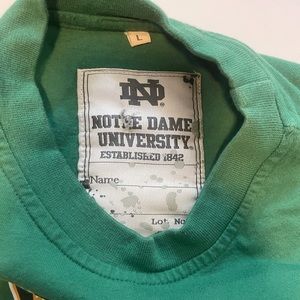 L
ND
NOTRE DAME
UNIVERSITY
ESTABLISHED 1842
Name
Lot No